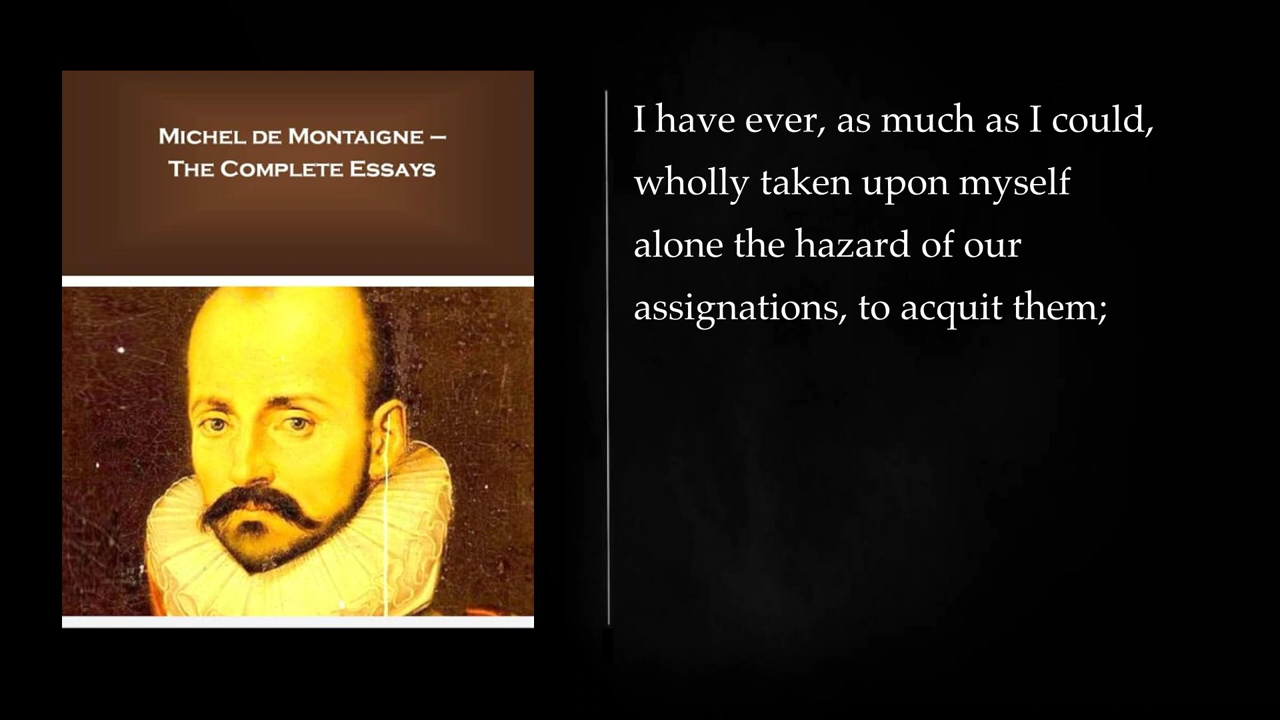 MICHEL DE MONTAIGNE –
THE COMPLETE ESSAYS
I have ever, as much as I could,
wholly taken upon myself
alone the hazard of our
assignations, to acquit them;